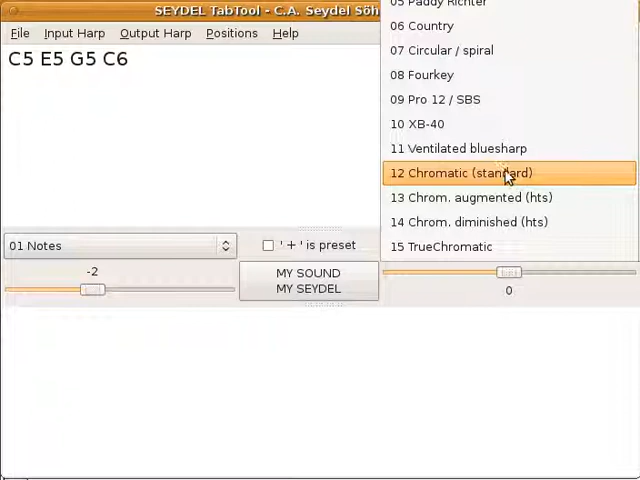 SEYDEL TabTool - C.A. Seydel Söh
05 Paddy Richter
File Input Harp Output Harp Positions Help
06 Country
C5 E5 G5 C6
07 Circular / spiral
08 Fourkey
09 Pro 12 / SBS
10 XB-40
11 Ventilated bluesharp
12 Chromatic (standard)
13 Chrom. augmented (hts)
14 Chrom. diminished (hts)
15 TrueChromatic
01 Notes
' + ' is preset
-2
MY SOUND
MY SEYDEL
0